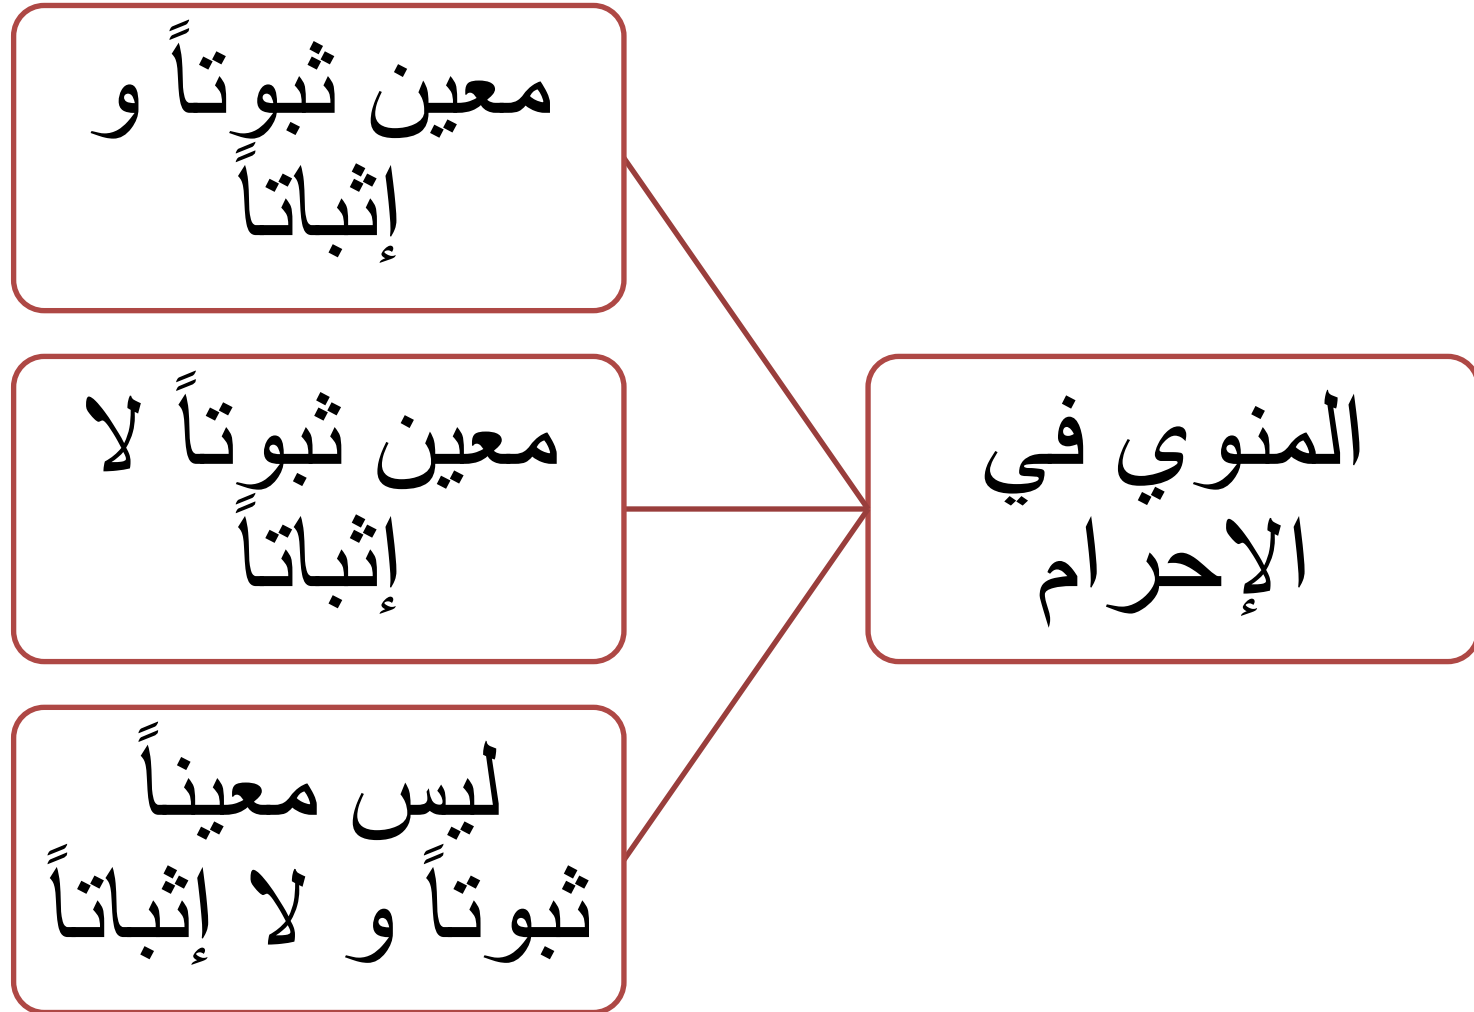 المنوي في
الإحرام
معين ثبوتاً و
إثباتاً
معين ثبوتاً لا
إثباتاً
ليس معيناً
ثبوتاً و لا إثباتاً